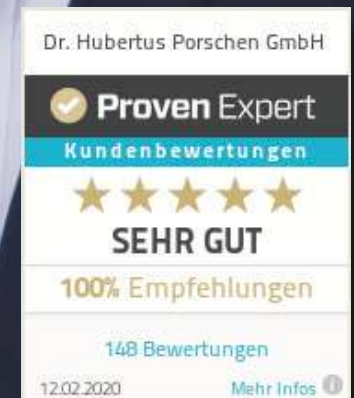 Dr. Hubertus Porschen GmbH
Proven Expert
Kundenbewertungen
SEHR GUT
100% Empfehlungen
148 Bewertungen
12.02.2020 Mehr Infos